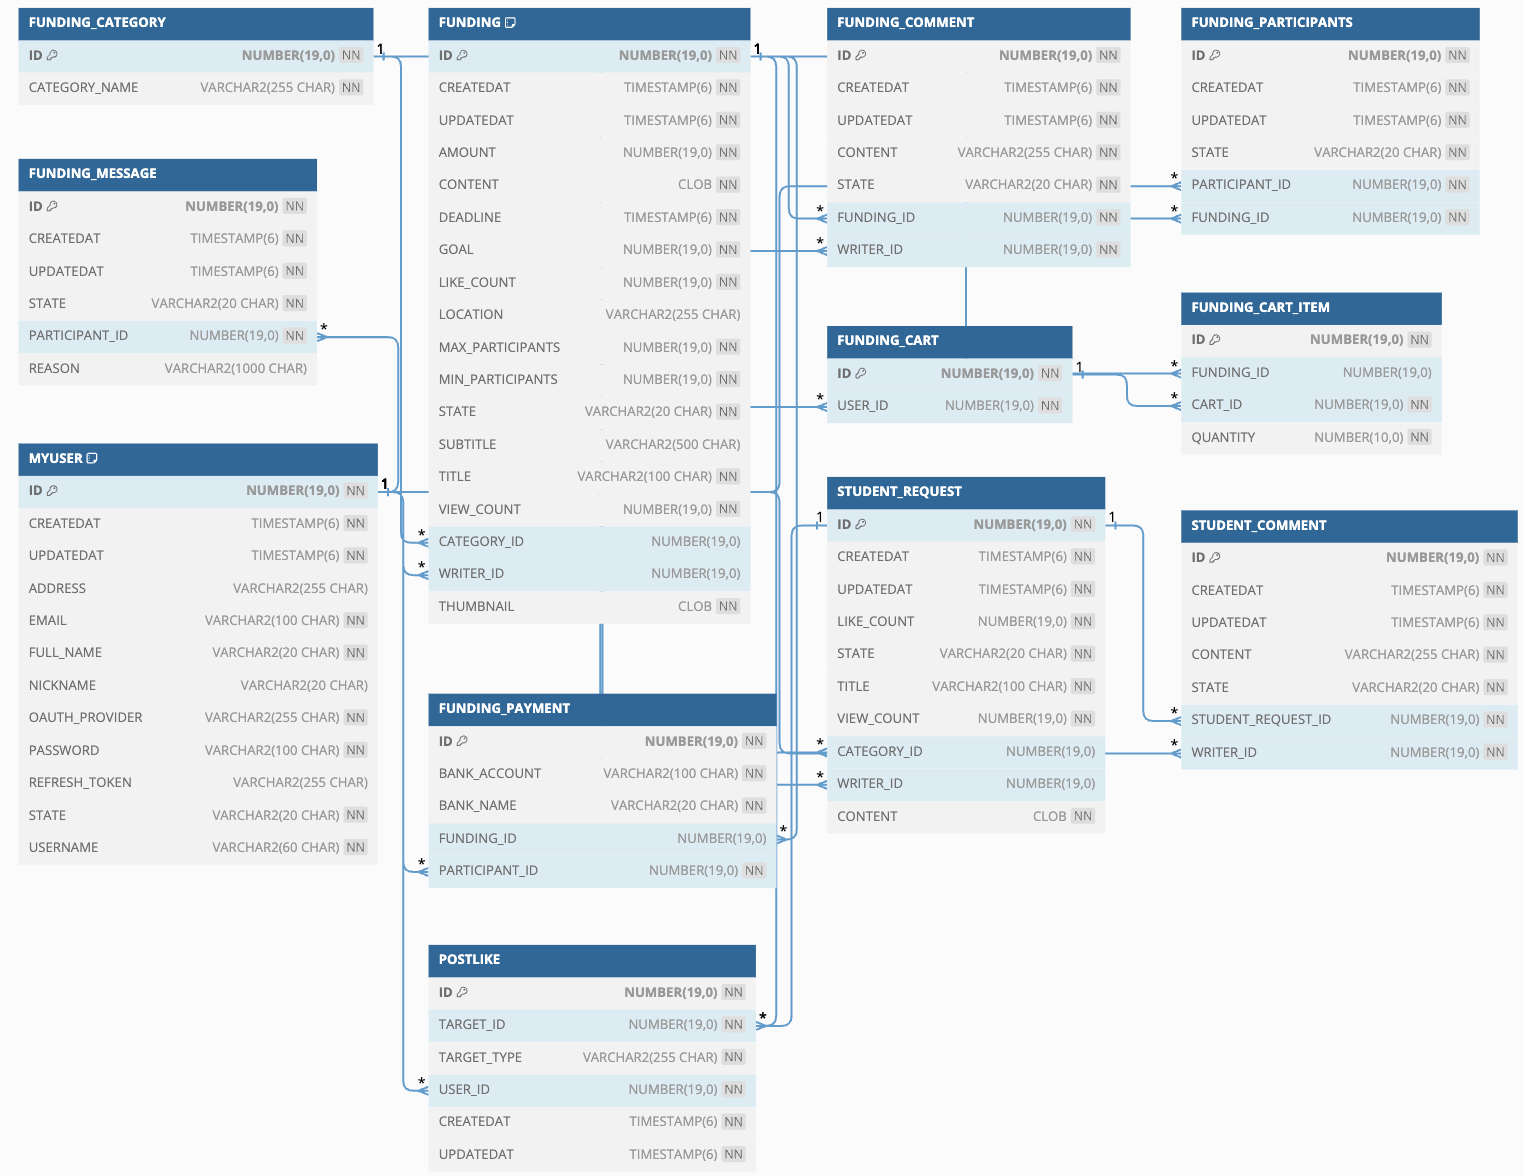 FUNDING_CATEGORY
ID NUMBER(19,0) NN
CATEGORY_NAME VARCHAR2(255 CHAR) NN
1
FUNDING_MESSAGE
ID NUMBER(19,0) NN
CREATEDAT TIMESTAMP(6) NN
UPDATEDAT TIMESTAMP(6) NN
STATE VARCHAR2(20 CHAR) NN
PARTICIPANT_ID NUMBER(19,0) NN *
REASON VARCHAR2(1000 CHAR)
MYUSER
ID NUMBER(19,0) NN 1
CREATEDAT TIMESTAMP(6) NN
UPDATEDAT TIMESTAMP(6) NN
ADDRESS VARCHAR2(255 CHAR)
EMAIL VARCHAR2(100 CHAR) NN
FULL_NAME VARCHAR2(20 CHAR) NN
NICKNAME VARCHAR2(20 CHAR)
OAUTH_PROVIDER VARCHAR2(255 CHAR) NN
PASSWORD VARCHAR2(100 CHAR) NN
REFRESH_TOKEN VARCHAR2(255 CHAR)
STATE VARCHAR2(20 CHAR) NN
USERNAME VARCHAR2(60 CHAR) NN
FUNDING
ID NUMBER(19,0) NN 1
CREATEDAT TIMESTAMP(6) NN
UPDATEDAT TIMESTAMP(6) NN
AMOUNT NUMBER(19,0) NN
CONTENT CLOB NN
DEADLINE TIMESTAMP(6) NN
GOAL NUMBER(19,0) NN
LIKE_COUNT NUMBER(19,0) NN
LOCATION VARCHAR2(255 CHAR)
MAX_PARTICIPANTS NUMBER(19,0) NN
MIN_PARTICIPANTS NUMBER(19,0) NN
STATE VARCHAR2(20 CHAR) NN
SUBTITLE VARCHAR2(500 CHAR)
TITLE VARCHAR2(100 CHAR) NN
VIEW_COUNT NUMBER(19,0) NN
* CATEGORY_ID NUMBER(19,0)
* WRITER_ID NUMBER(19,0)
THUMBNAIL CLOB NN
FUNDING_PAYMENT
ID NUMBER(19,0) NN
BANK_ACCOUNT VARCHAR2(100 CHAR) NN
BANK_NAME VARCHAR2(20 CHAR) NN
FUNDING_ID NUMBER(19,0) *
* PARTICIPANT_ID NUMBER(19,0) NN
POSTLIKE
ID NUMBER(19,0) NN
TARGET_ID NUMBER(19,0) NN *
TARGET_TYPE VARCHAR2(255 CHAR) NN
* USER_ID NUMBER(19,0) NN
CREATEDAT TIMESTAMP(6) NN
UPDATEDAT TIMESTAMP(6) NN
FUNDING_COMMENT
ID NUMBER(19,0) NN
CREATEDAT TIMESTAMP(6) NN
UPDATEDAT TIMESTAMP(6) NN
CONTENT VARCHAR2(255 CHAR) NN
STATE VARCHAR2(20 CHAR) NN
* FUNDING_ID NUMBER(19,0) NN
* WRITER_ID NUMBER(19,0) NN
FUNDING_CART
ID NUMBER(19,0) NN 1
* USER_ID NUMBER(19,0) NN
STUDENT_REQUEST
1 ID NUMBER(19,0) NN 1
CREATEDAT TIMESTAMP(6) NN
UPDATEDAT TIMESTAMP(6) NN
LIKE_COUNT NUMBER(19,0) NN
STATE VARCHAR2(20 CHAR) NN
TITLE VARCHAR2(100 CHAR) NN
VIEW_COUNT NUMBER(19,0) NN
* CATEGORY_ID NUMBER(19,0)
* WRITER_ID NUMBER(19,0)
CONTENT CLOB NN
FUNDING_PARTICIPANTS
ID NUMBER(19,0) NN
CREATEDAT TIMESTAMP(6) NN
UPDATEDAT TIMESTAMP(6) NN
STATE VARCHAR2(20 CHAR) NN
* PARTICIPANT_ID NUMBER(19,0) NN
* FUNDING_ID NUMBER(19,0) NN
FUNDING_CART_ITEM
ID NUMBER(19,0) NN
* FUNDING_ID NUMBER(19,0)
* CART_ID NUMBER(19,0) NN
QUANTITY NUMBER(10,0) NN
STUDENT_COMMENT
ID NUMBER(19,0) NN
CREATEDAT TIMESTAMP(6) NN
UPDATEDAT TIMESTAMP(6) NN
CONTENT VARCHAR2(255 CHAR) NN
STATE VARCHAR2(20 CHAR) NN
* STUDENT_REQUEST_ID NUMBER(19,0) NN
* WRITER_ID NUMBER(19,0) NN